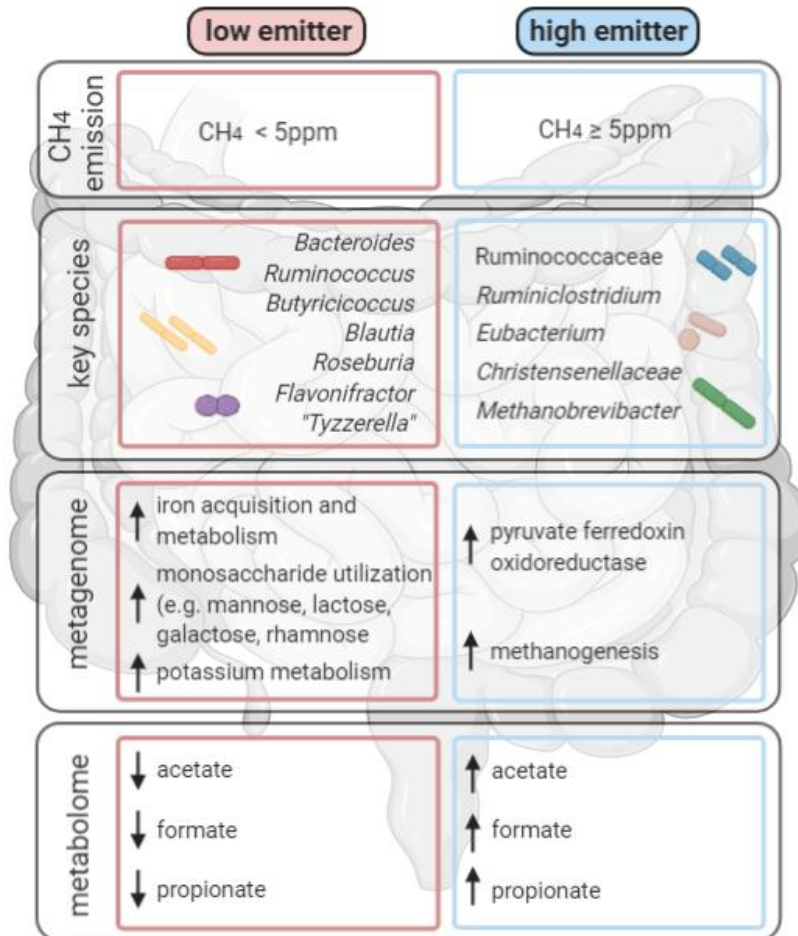 low emitter
high emitter
CH4
emission
CH4 < 5ppm
CH4 ≥ 5ppm
key species
Bacteroides
Ruminococcus
Butyricicoccus
Blautia
Roseburia
Flavonifractor
"Tyzzerella"
Ruminococcaceae
Ruminiclostridium
Eubacterium
Christensenellaceae
Methanobrevibacter
metagenome
iron acquisition and
metabolism
monosaccharide utilization
(e.g. mannose, lactose,
galactose, rhamnose
potassium metabolism
pyruvate ferredoxin
oxidoreductase
methanogenesis
metabolome
acetate
formate
propionate
acetate
formate
propionate